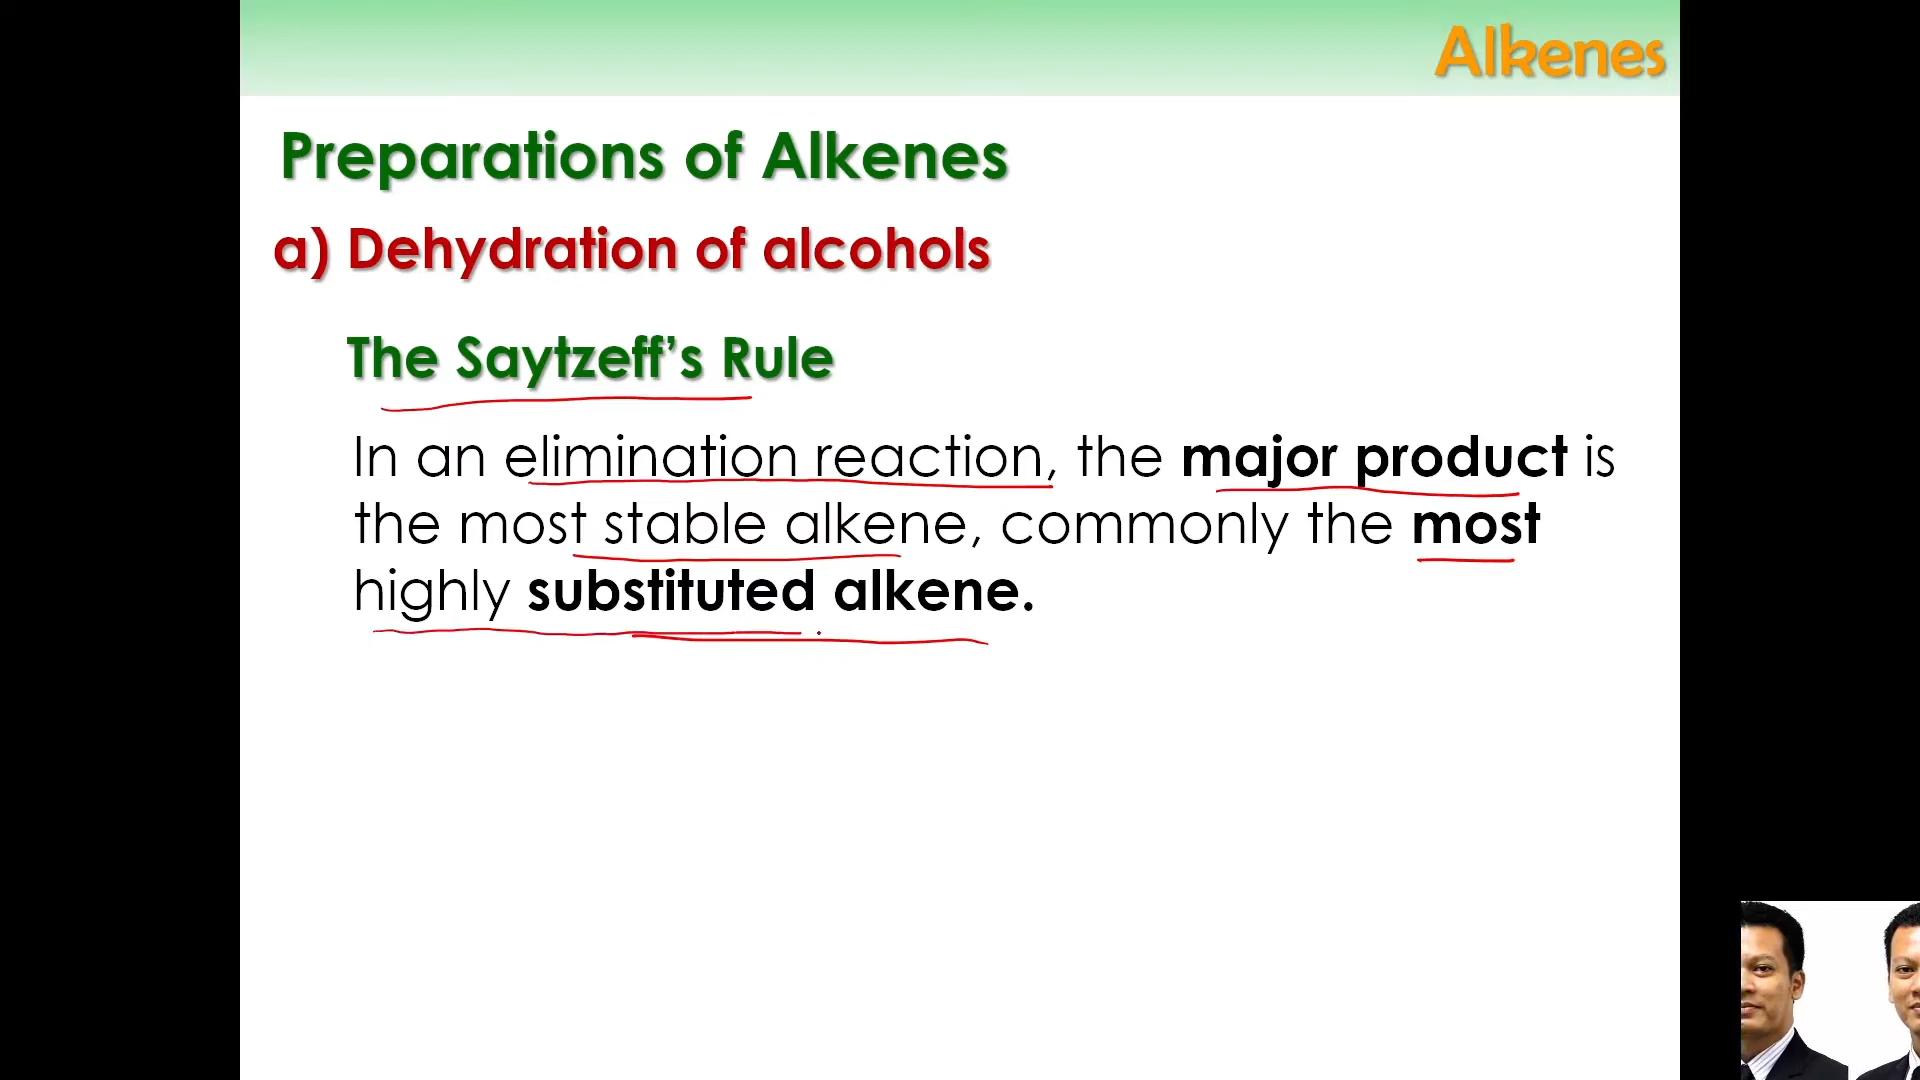 Alkenes
Preparations of Alkenes
a) Dehydration of alcohols
The Saytzeff’s Rule
In an elimination reaction, the major product is
the most stable alkene, commonly the most
highly substituted alkene.